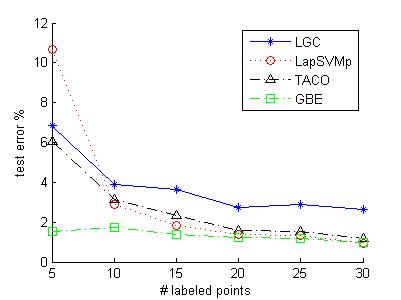 12
10
8
6
4
2
0
test error %
LGC
LapSVMp
TACO
GBE
5 10 15 20 25 30
# labeled points